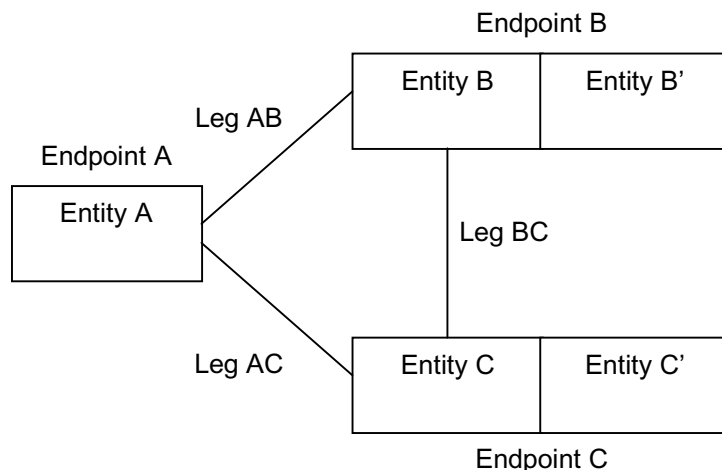 Endpoint B
Entity B
Entity B’
Leg AB
Endpoint A
Entity A
Leg BC
Leg AC
Entity C
Entity C’
Endpoint C